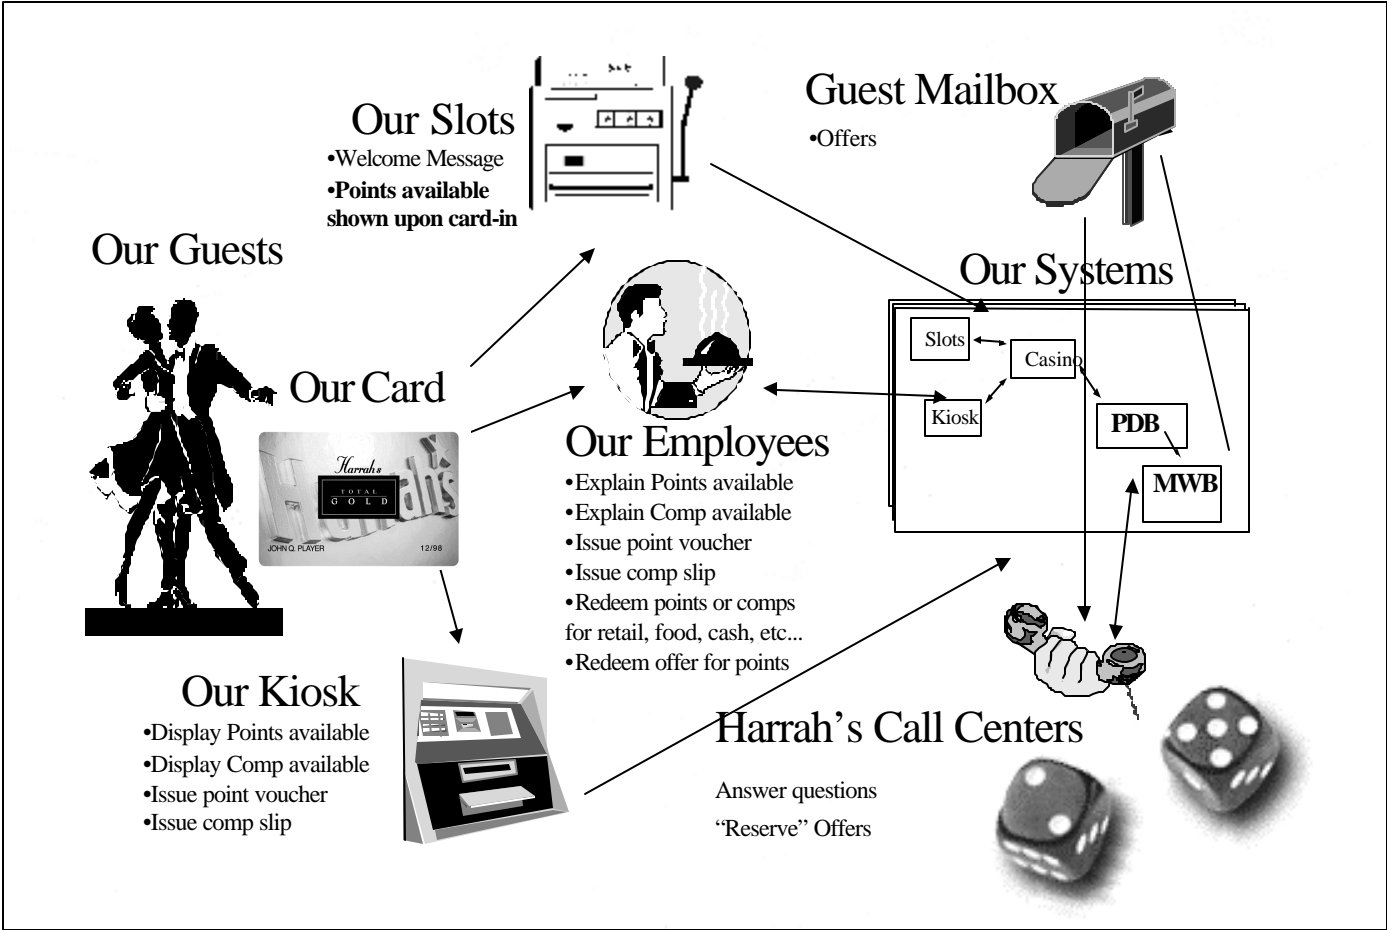 Our Slots
•Welcome Message
•Points available
shown upon card-in
Guest Mailbox
•Offers
Our Guests
Our Card
Harrah's
TOTAL
GOLD
JOHN Q. PLAYER
12/98
Our Employees
•Explain Points available
•Explain Comp available
•Issue point voucher
•Issue comp slip
•Redeem points or comps
for retail, food, cash, etc...
•Redeem offer for points
Our Systems
Slots
Casino
Kiosk
PDB
MWB
Our Kiosk
•Display Points available
•Display Comp available
•Issue point voucher
•Issue comp slip
Harrah’s Call Centers
Answer questions
“Reserve” Offers